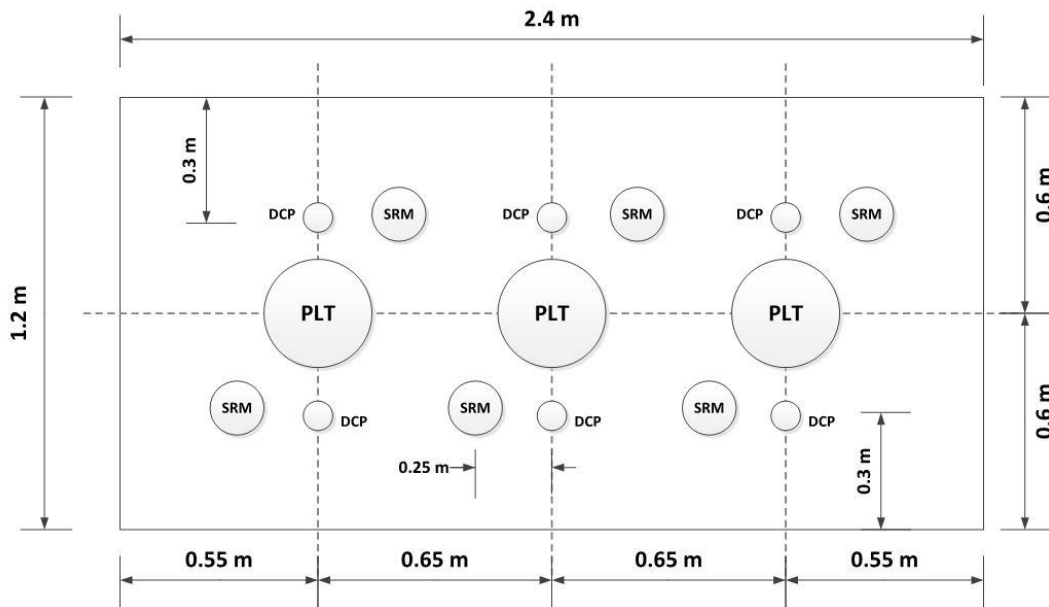 2.4 m
0.3 m
0.6 m
DCP
SRM
DCP
SRM
DCP
SRM
1.2 m
PLT
PLT
PLT
SRM
DCP
SRM
DCP
SRM
DCP
0.6 m
0.25 m
0.3 m
0.55 m
0.65 m
0.65 m
0.55 m